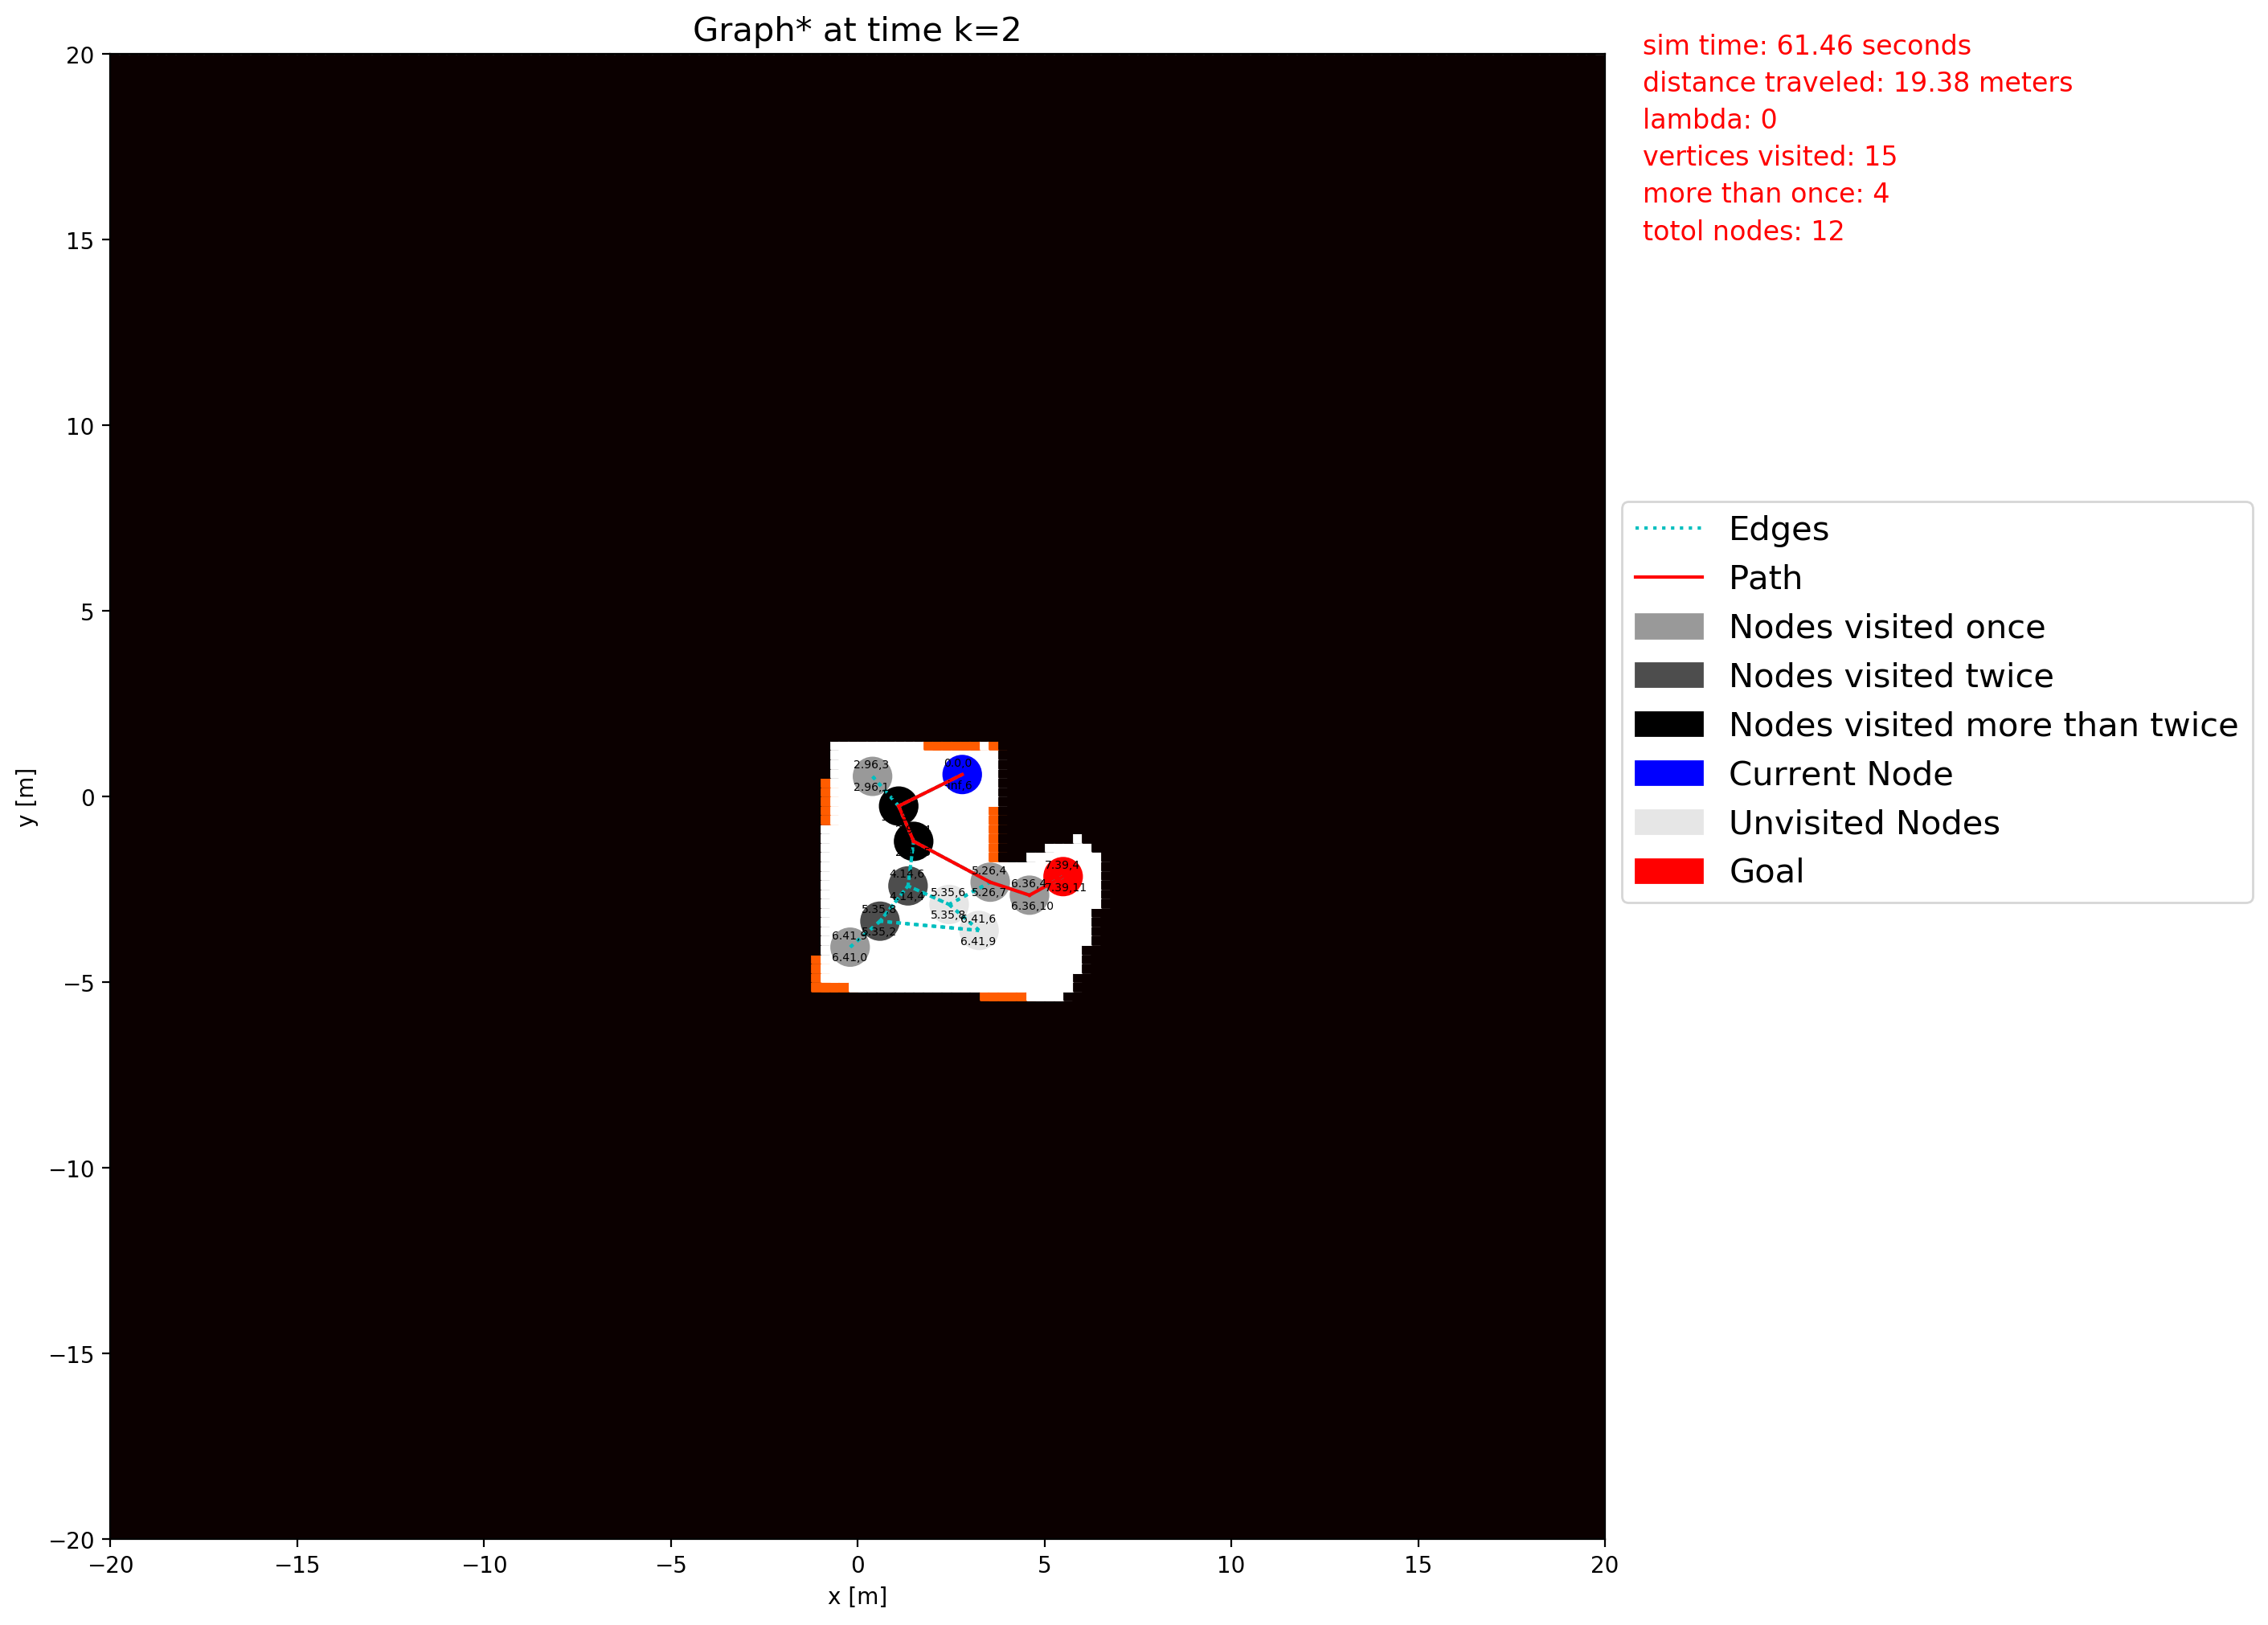 Graph* at time k=2
sim time: 61.46 seconds
distance traveled: 19.38 meters
lambda: 0
vertices visited: 15
more than once: 4
totol nodes: 12
20
15
10
5
0
−5
−10
−15
−20
y [m]
−20
−15
−10
−5
0
5
10
15
20
x [m]
Edges
Path
Nodes visited once
Nodes visited twice
Nodes visited more than twice
Current Node
Unvisited Nodes
Goal
2.96,3
2.96,1
0.0,0
5.26,4
5.26,7
7.39,4
7.39,11
6.36,4
6.36,10
4.14,6
4.14,4
5.35,6
5.35,8
5.35,8
5.35,2
6.41,6
6.41,9
6.41,9
6.41,0